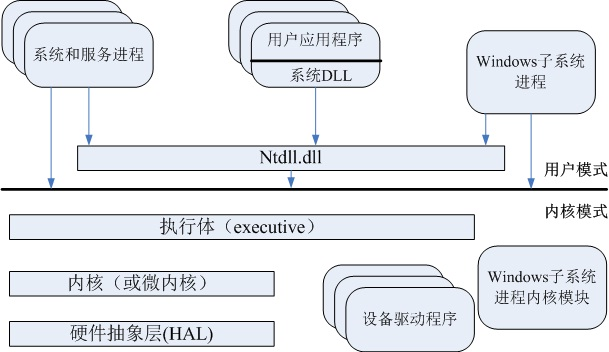 系统和服务进程
用户应用程序
系统DLL
Windows子系统
进程
Ntdll.dll
用户模式
内核模式
执行体（executive）
内核（或微内核）
硬件抽象层(HAL)
设备驱动程序
Windows子系统
进程内核模块